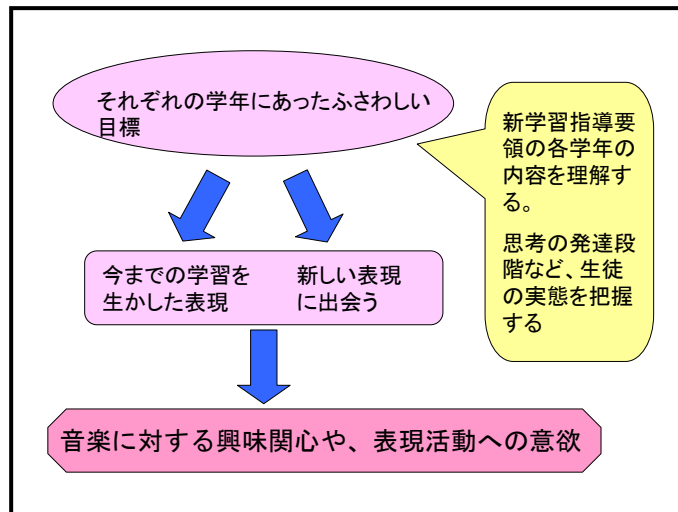 それぞれの学年にあったふさわしい
目標
新学習指導要
領の各学年の
内容を理解す
る。
思考の発達段
階など、生徒
の実態を把握
する
今までの学習を
生かした表現
新しい表現
に出会う
音楽に対する興味関心や、表現活動への意欲